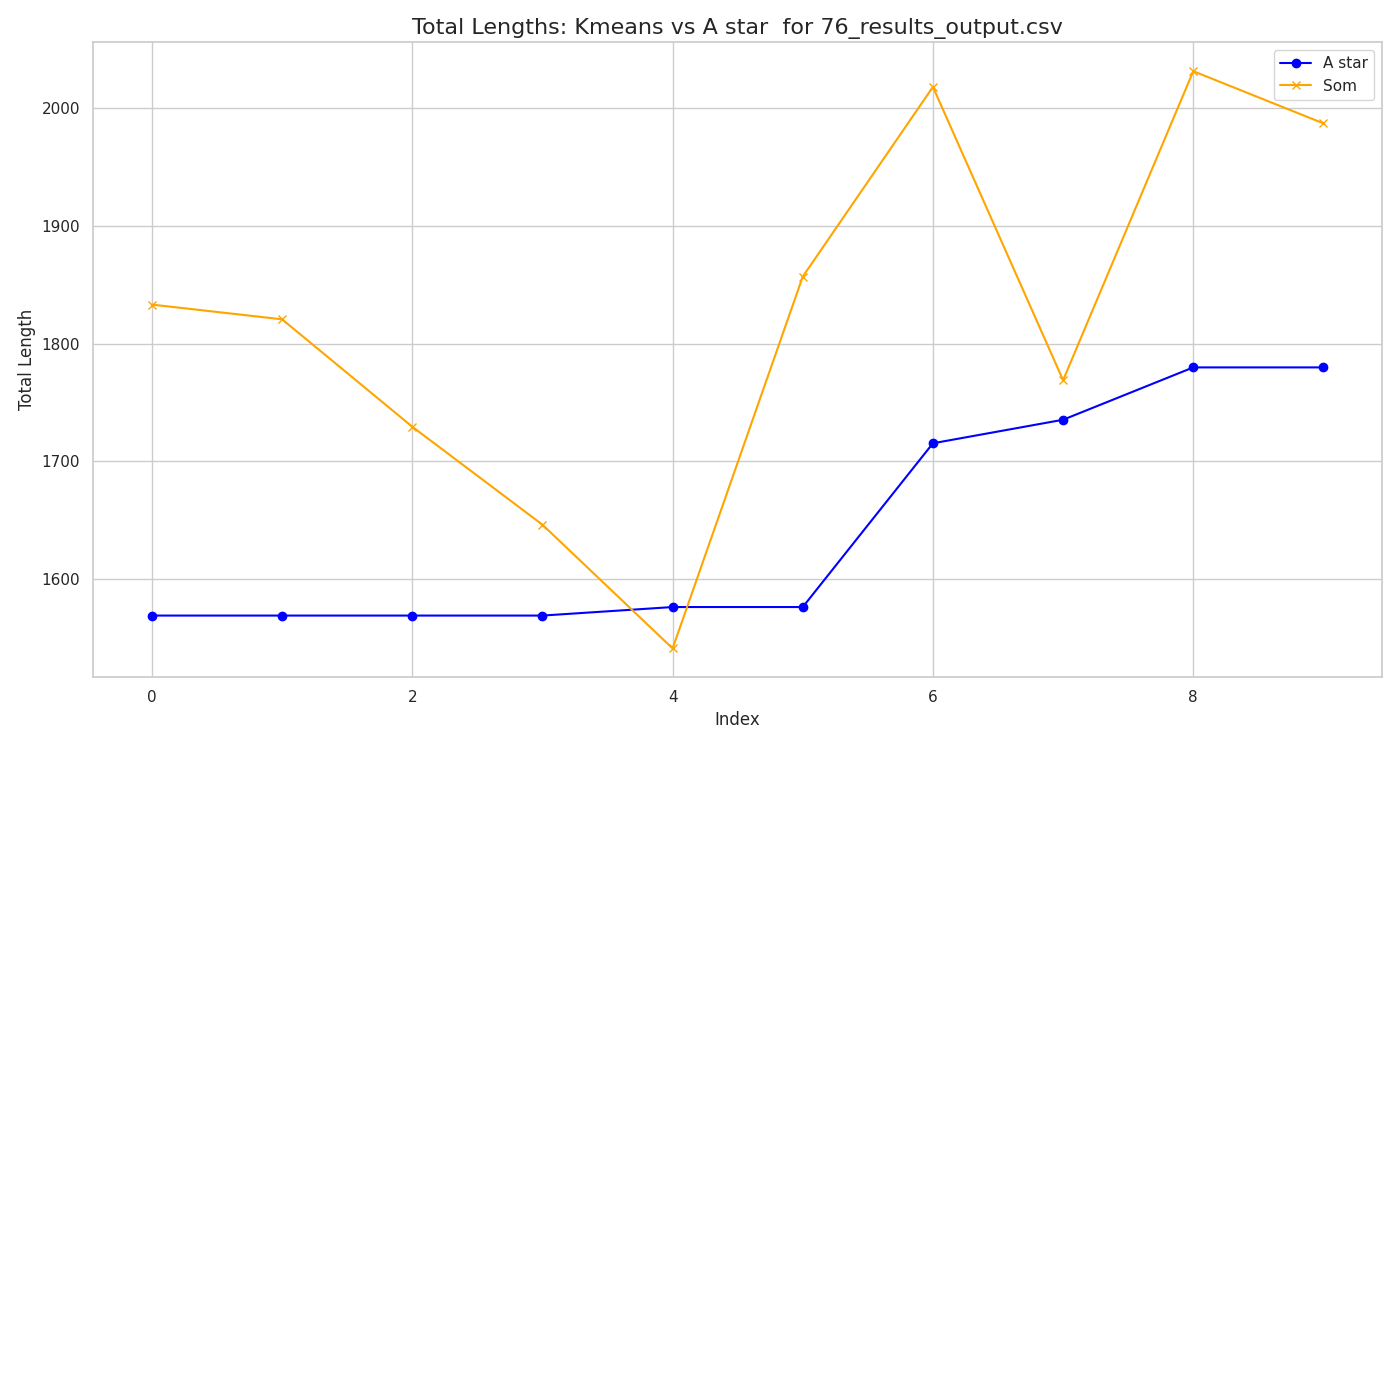 Total Lengths: Kmeans vs A star  for 76_results_output.csv
A star
Som
Total Length
2000
1900
1800
1700
1600
0 2 4 6 8
Index